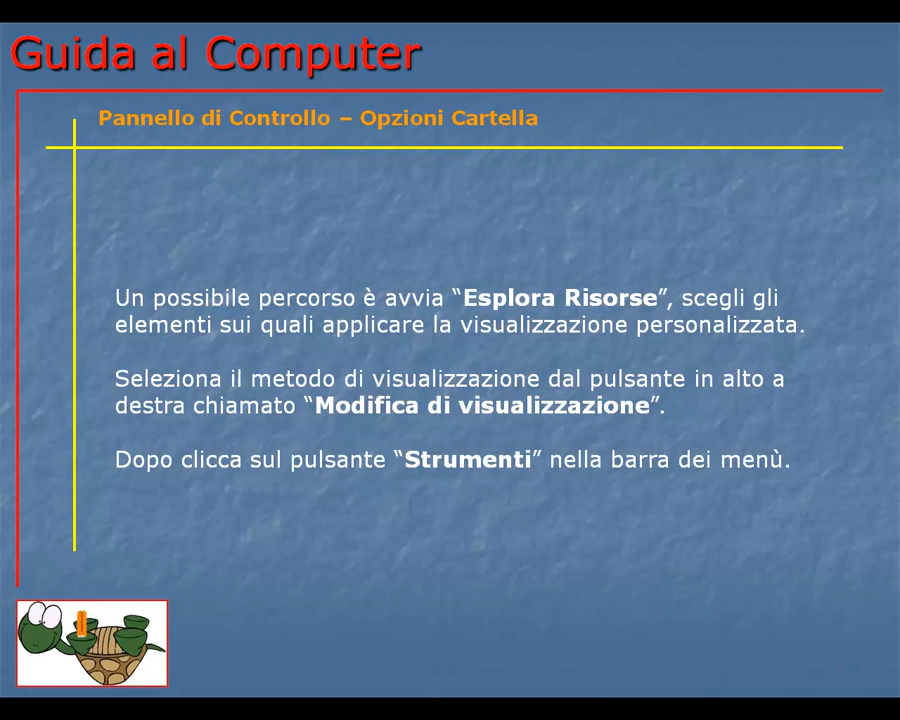 Guida al Computer
Pannello di Controllo – Opzioni Cartella
Un possibile percorso è avvia “Esplora Risorse”, scegli gli
elementi sui quali applicare la visualizzazione personalizzata.
Seleziona il metodo di visualizzazione dal pulsante in alto a
destra chiamato “Modifica di visualizzazione”.
Dopo clicca sul pulsante “Strumenti” nella barra dei menù.